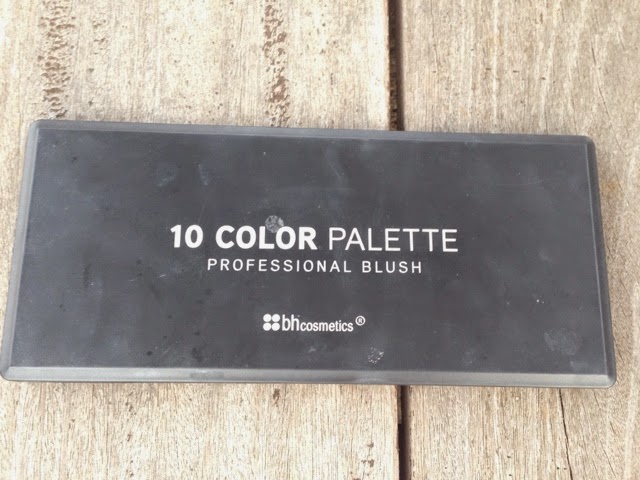 10 COLOR PALETTE
PROFESSIONAL BLUSH
bhcosmetics®